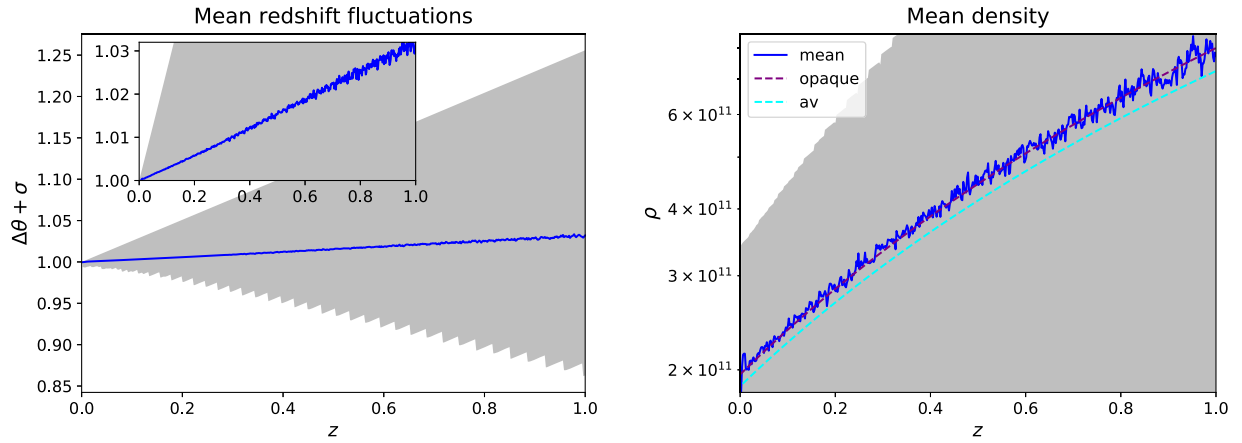 Mean redshift fluctuations
1.25
1.20
1.15
1.10
1.05
1.00
0.95
0.90
0.85
Δθ + σ
1.03
1.02
1.01
1.00
0.0 0.2 0.4 0.6 0.8 1.0
0.0 0.2 0.4 0.6 0.8 1.0
z
Mean density
mean
opaque
av
6 × 10¹¹
4 × 10¹¹
3 × 10¹¹
2 × 10¹¹
ρ
0.0 0.2 0.4 0.6 0.8 1.0
z